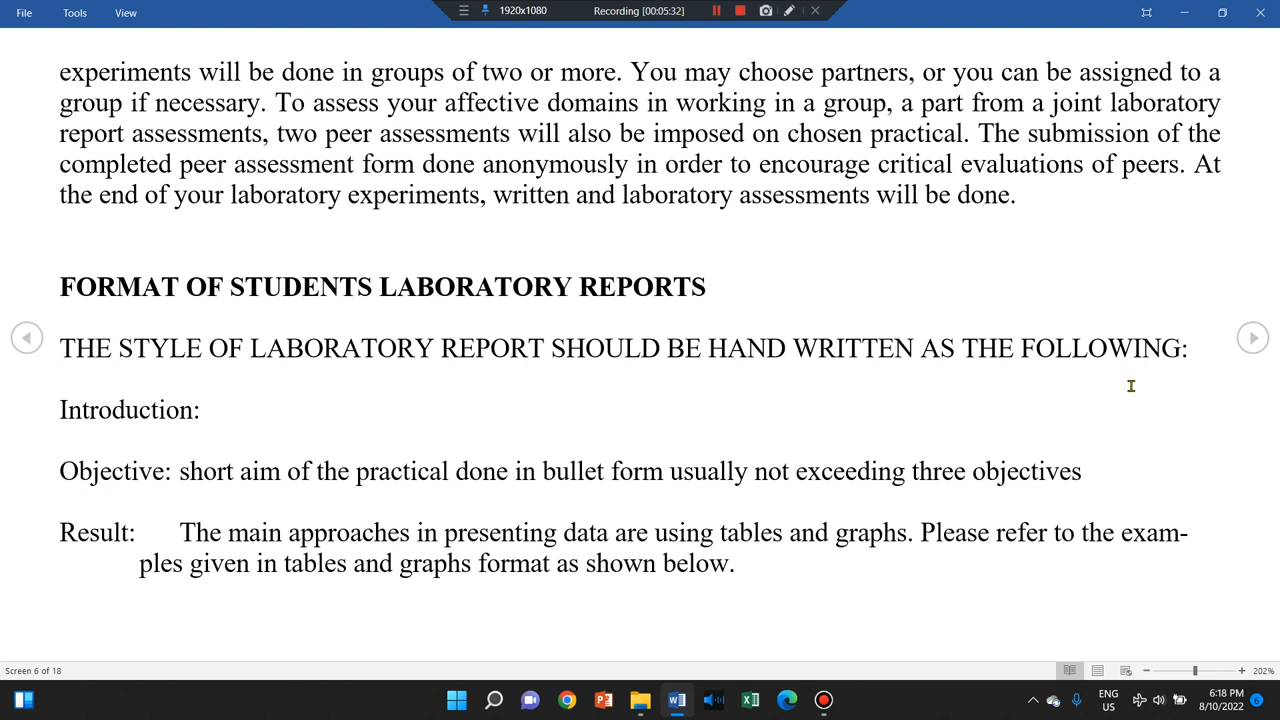 File Tools View 1920x1080 Recording [00:05:32]
experiments will be done in groups of two or more. You may choose partners, or you can be assigned to a
group if necessary. To assess your affective domains in working in a group, a part from a joint laboratory
report assessments, two peer assessments will also be imposed on chosen practical. The submission of the
completed peer assessment form done anonymously in order to encourage critical evaluations of peers. At
the end of your laboratory experiments, written and laboratory assessments will be done.
FORMAT OF STUDENTS LABORATORY REPORTS
THE STYLE OF LABORATORY REPORT SHOULD BE HAND WRITTEN AS THE FOLLOWING:
Introduction:
Objective: short aim of the practical done in bullet form usually not exceeding three objectives
Result: The main approaches in presenting data are using tables and graphs. Please refer to the exam-
ples given in tables and graphs format as shown below.
Screen 6 of 18 202%
ENG 6:18 PM
US 8/10/2022 6